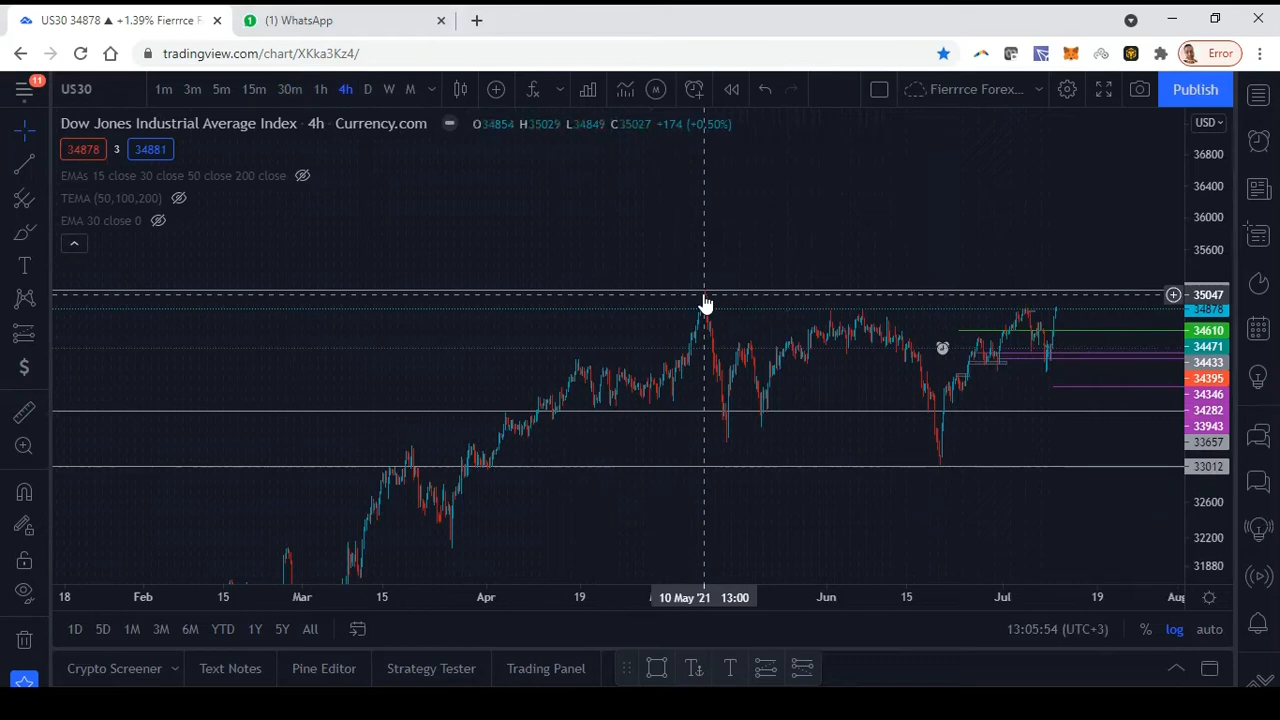 US30 34878 ▲ +1.39% Fierrrce F
(1) WhatsApp
tradingview.com/chart/XKka3Kz4/
Error
11
US30
1m 3m 5m 15m 30m 1h 4h D W M
Fierrrce Forex...
Publish
Dow Jones Industrial Average Index · 4h · Currency.com
O34854 H35029 L34849 C35027 +174 (+0.50%)
USD
34878 3 34881
EMAs 15 close 30 close 50 close 200 close
TEMA (50,100,200)
EMA 30 close 0
36800
36400
36000
35600
35047
34878
34610
34471
34433
34395
34346
34282
33943
33657
33012
32600
32200
31880
18 Feb 15 Mar 15 Apr 19 10 May '21 13:00 Jun 15 Jul 19 Aug
1D 5D 1M 3M 6M YTD 1Y 5Y All
13:05:54 (UTC+3) % log auto
Crypto Screener Text Notes Pine Editor Strategy Tester Trading Panel